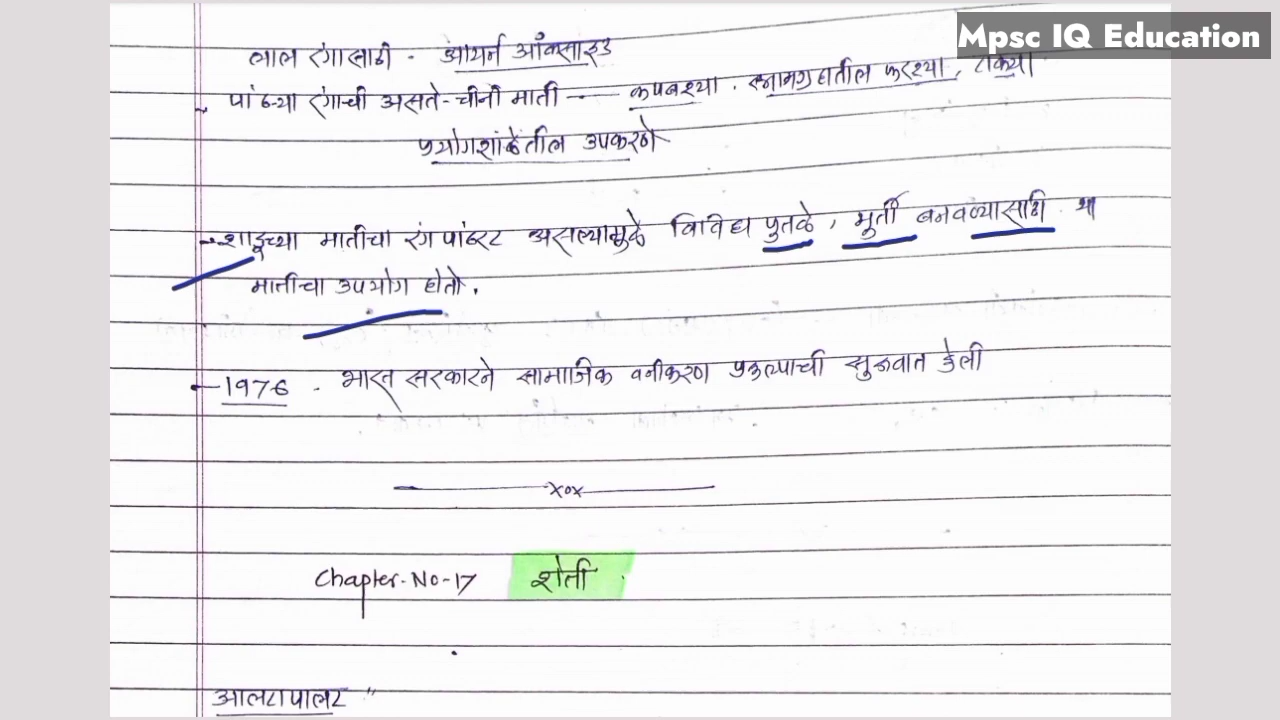 Mpsc IQ Education
लाल रंगासाठी - आयर्न ऑक्साइड
पांढऱ्या रंगाची असते - चीनी माती — कपबश्या . स्नानगृहातील फरश्या, टाक्या
प्रयोगशाळेतील उपकरणे
शाडूच्या मातीचा रंग पांढरट असल्यामुळे विविध पुतळे, मुर्ती बनवण्यासाठी या
मातीचा उपयोग होतो.
1976 - भारत सरकारने सामाजिक वनीकरण प्रकल्पाची सुरुवात केली
xox
Chapter-No-17 शेती
आलटापालट "